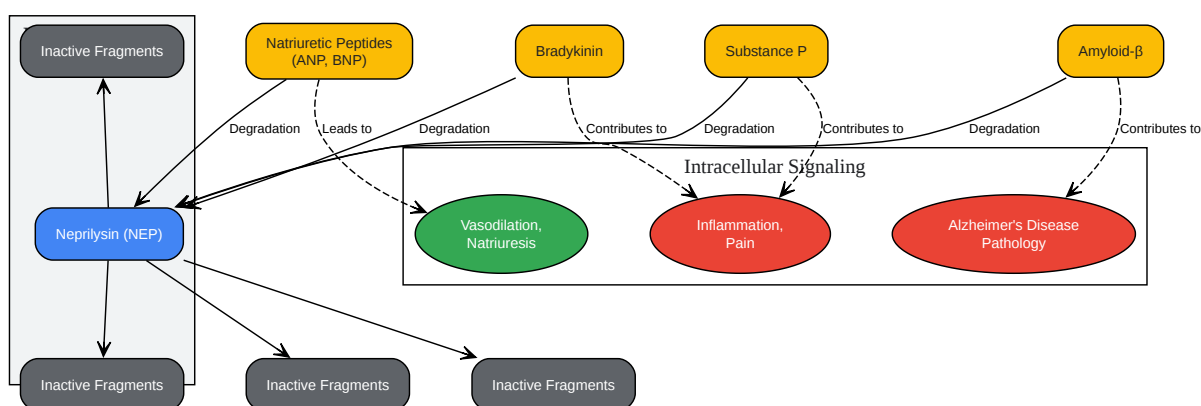 Inactive Fragments
Natriuretic Peptides
(ANP, BNP)
Bradykinin
Substance P
Amyloid-β
Degradation
Leads to
Degradation
Contributes to
Degradation
Contributes to
Degradation
Contributes to
Intracellular Signaling
Neprilysin (NEP)
Vasodilation,
Natriuresis
Inflammation,
Pain
Alzheimer's Disease
Pathology
Inactive Fragments
Inactive Fragments
Inactive Fragments